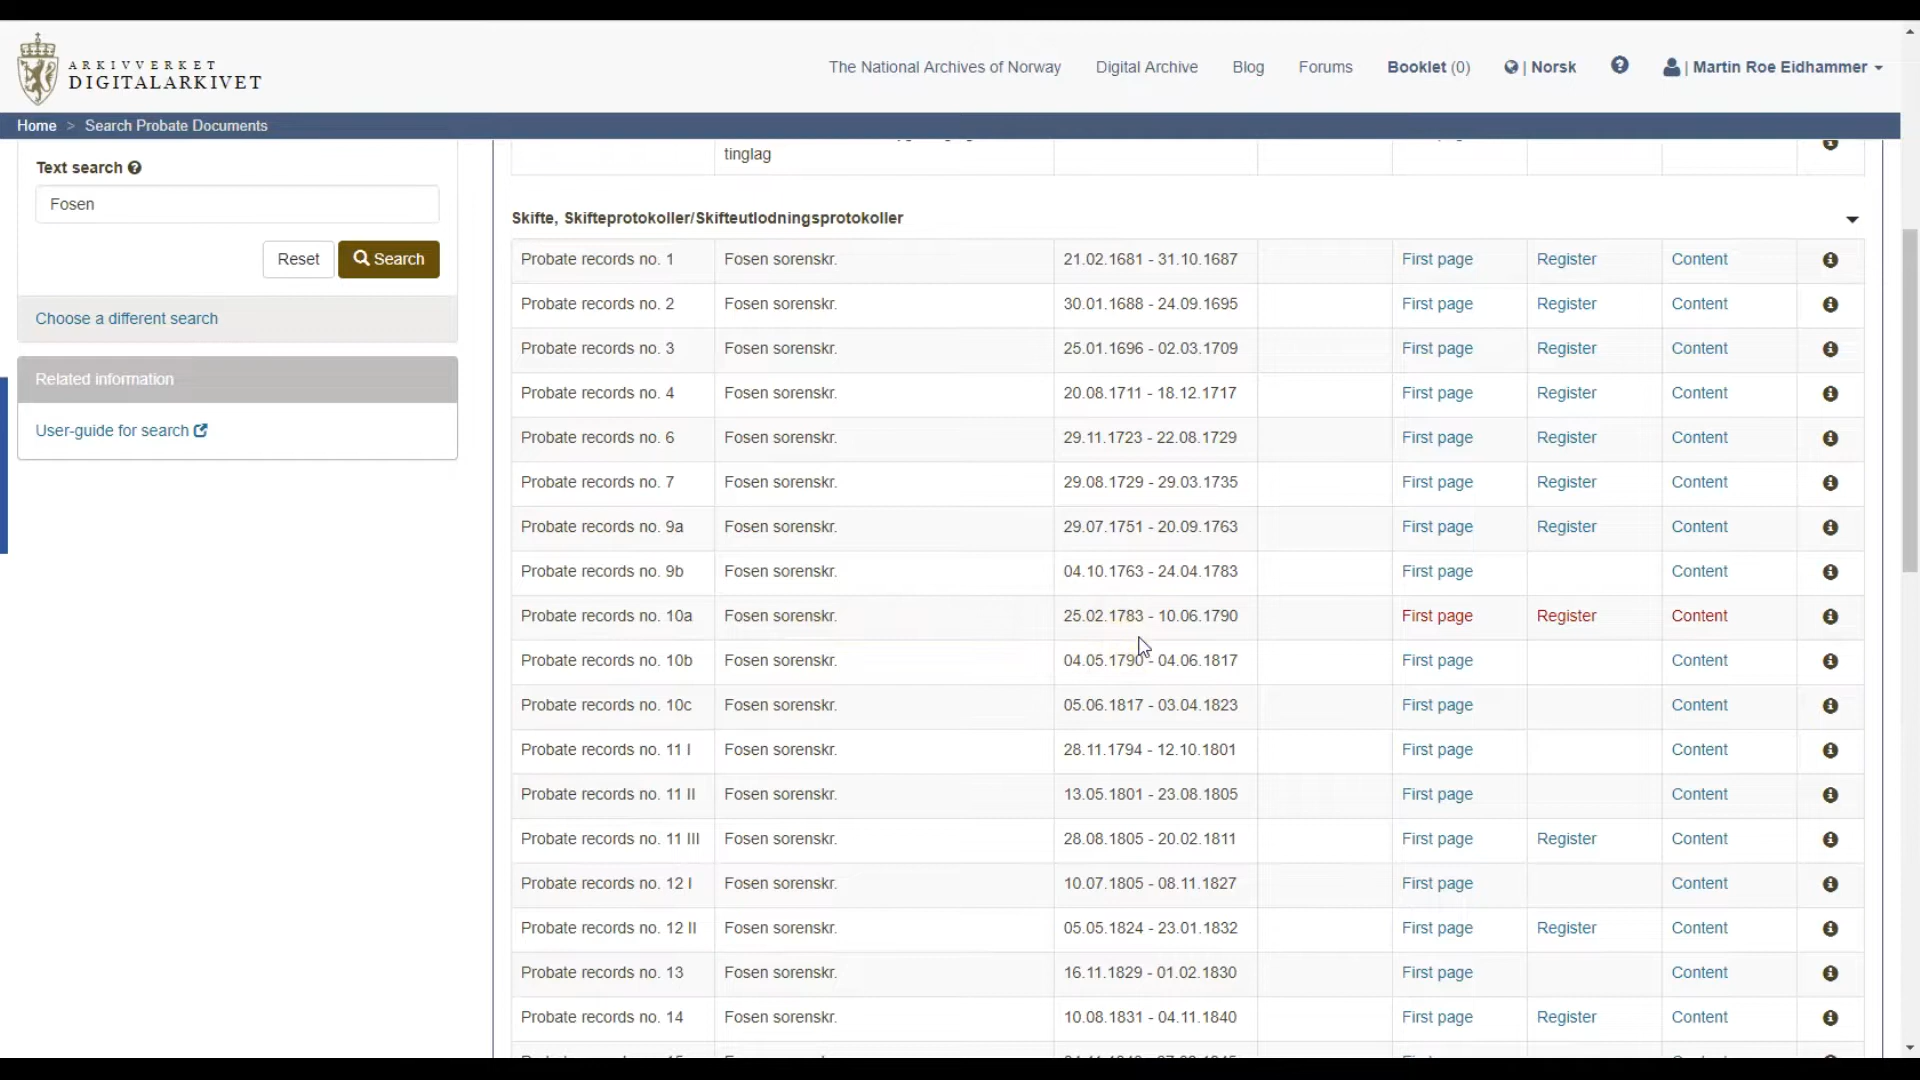 ARKIVVERKET
DIGITALARKIVET
The National Archives of Norway Digital Archive Blog Forums Booklet (0) | Norsk | Martin Roe Eidhammer
Home > Search Probate Documents
Text search
Fosen
Reset Search
Choose a different search
Related information
User-guide for search
tinglag
Skifte, Skifteprotokoller/Skifteutlodningsprotokoller
Probate records no. 1 Fosen sorenskr. 21.02.1681 - 31.10.1687 First page Register Content
Probate records no. 2 Fosen sorenskr. 30.01.1688 - 24.09.1695 First page Register Content
Probate records no. 3 Fosen sorenskr. 25.01.1696 - 02.03.1709 First page Register Content
Probate records no. 4 Fosen sorenskr. 20.08.1711 - 18.12.1717 First page Register Content
Probate records no. 6 Fosen sorenskr. 29.11.1723 - 22.08.1729 First page Register Content
Probate records no. 7 Fosen sorenskr. 29.08.1729 - 29.03.1735 First page Register Content
Probate records no. 9a Fosen sorenskr. 29.07.1751 - 20.09.1763 First page Register Content
Probate records no. 9b Fosen sorenskr. 04.10.1763 - 24.04.1783 First page Content
Probate records no. 10a Fosen sorenskr. 25.02.1783 - 10.06.1790 First page Register Content
Probate records no. 10b Fosen sorenskr. 04.05.1790 - 04.06.1817 First page Content
Probate records no. 10c Fosen sorenskr. 05.06.1817 - 03.04.1823 First page Content
Probate records no. 11 I Fosen sorenskr. 28.11.1794 - 12.10.1801 First page Content
Probate records no. 11 II Fosen sorenskr. 13.05.1801 - 23.08.1805 First page Content
Probate records no. 11 III Fosen sorenskr. 28.08.1805 - 20.02.1811 First page Register Content
Probate records no. 12 I Fosen sorenskr. 10.07.1805 - 08.11.1827 First page Content
Probate records no. 12 II Fosen sorenskr. 05.05.1824 - 23.01.1832 First page Register Content
Probate records no. 13 Fosen sorenskr. 16.11.1829 - 01.02.1830 First page Content
Probate records no. 14 Fosen sorenskr. 10.08.1831 - 04.11.1840 First page Register Content